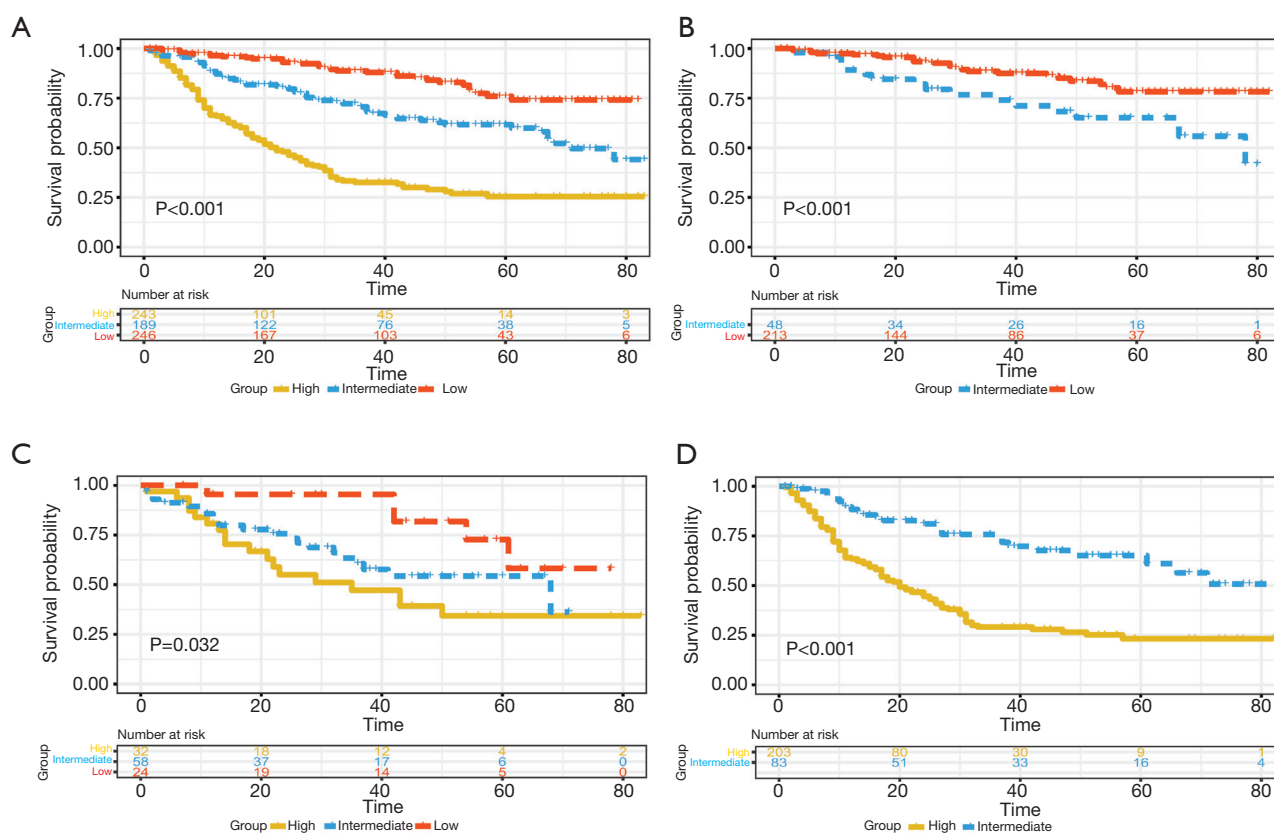 A
Survival probability
1.00
0.75
0.50
0.25
0.00
P<0.001
0 20 40 60 80
Time
Number at risk
Group
High 243 101 45 14 3
Intermediate 189 122 76 38 5
Low 246 167 103 43 6
0 20 40 60 80
Time
Group High Intermediate Low
B
Survival probability
1.00
0.75
0.50
0.25
0.00
P<0.001
0 20 40 60 80
Time
Number at risk
Group
Intermediate 48 34 26 16 1
Low 213 144 86 37 6
0 20 40 60 80
Time
Group Intermediate Low
C
Survival probability
1.00
0.75
0.50
0.25
0.00
P=0.032
0 20 40 60 80
Time
Number at risk
Group
High 32 18 12 4 2
Intermediate 58 37 17 6 0
Low 24 19 14 5 0
0 20 40 60 80
Time
Group High Intermediate Low
D
Survival probability
1.00
0.75
0.50
0.25
0.00
P<0.001
0 20 40 60 80
Time
Number at risk
Group
High 203 80 30 9 1
Intermediate 83 51 33 16 4
0 20 40 60 80
Time
Group High Intermediate